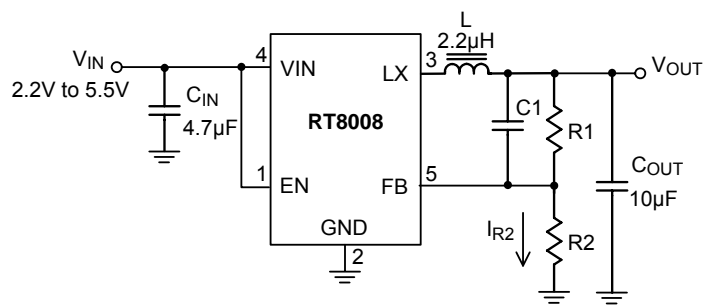 L
2.2µH
VIN
2.2V to 5.5V
4
VIN
LX
3
VOUT
CIN
4.7µF
RT8008
C1
R1
1
EN
FB
5
COUT
10µF
GND
2
IR2
R2